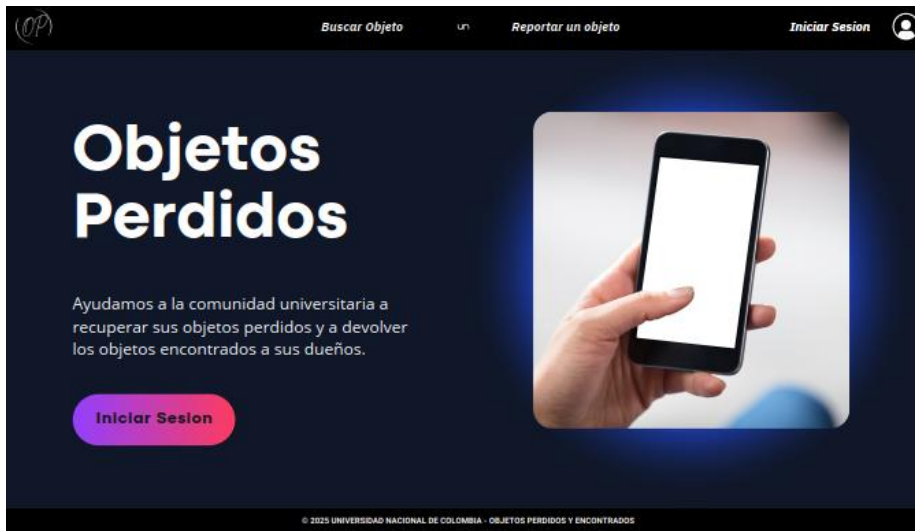 OP
Buscar Objeto un Reportar un objeto Iniciar Sesion
Objetos
Perdidos
Ayudamos a la comunidad universitaria a
recuperar sus objetos perdidos y a devolver
los objetos encontrados a sus dueños.
Iniciar Sesion
© 2025 UNIVERSIDAD NACIONAL DE COLOMBIA - OBJETOS PERDIDOS Y ENCONTRADOS